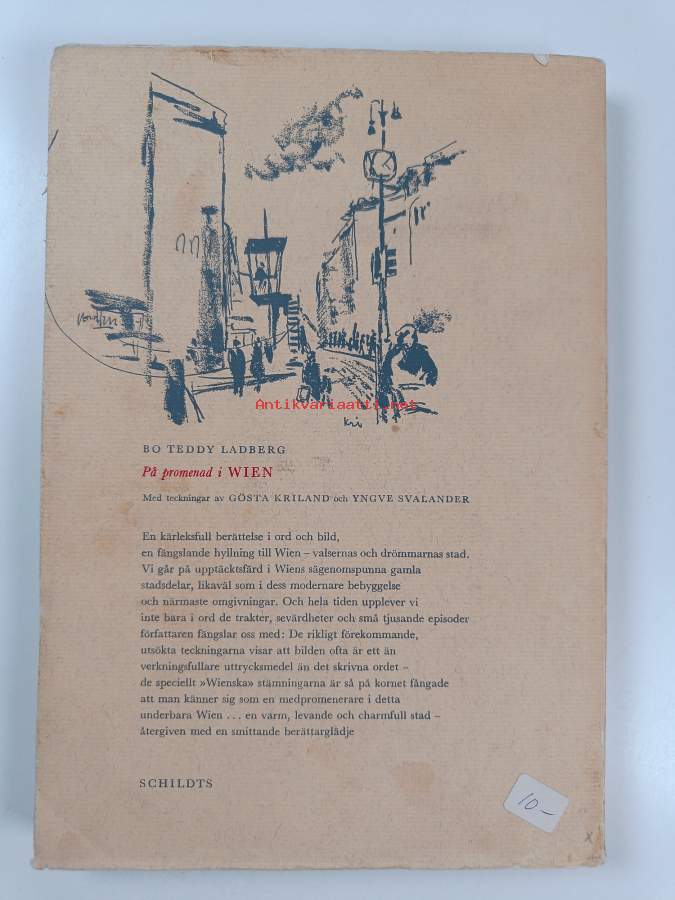 Antikvariaatti.net
Kri
BO TEDDY LADBERG
På promenad i WIEN
Med teckningar av GÖSTA KRILAND och YNGVE SVALANDER
En kärleksfull berättelse i ord och bild,
en fängslande hyllning till Wien – valsernas och drömmarnas stad.
Vi går på upptäcktsfärd i Wiens sägenomspunna gamla
stadsdelar, likaväl som i dess modernare bebyggelse
och närmaste omgivningar. Och hela tiden upplever vi
inte bara i ord de trakter, sevärdheter och små tjusande episoder
författaren fängslar oss med: De rikligt förekommande,
utsökta teckningarna visar att bilden ofta är ett än
verkningsfullare uttrycksmedel än det skrivna ordet –
de speciellt »Wienska» stämningarna är så på kornet fångade
att man känner sig som en medpromenerare i detta
underbara Wien ... en varm, levande och charmfull stad –
återgiven med en smittande berättarglädje
SCHILDTS
10.–
x